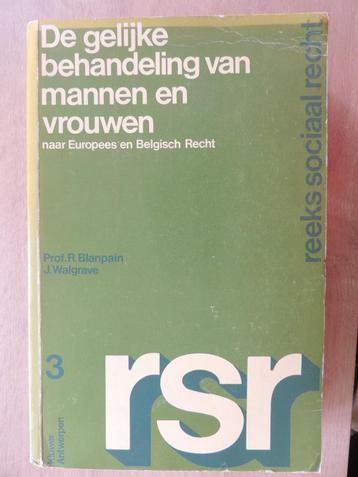 De gelijke
behandeling van
mannen en
vrouwen
naar Europees en Belgisch Recht
reeks sociaal recht
Prof. R. Blanpain
J. Walgrave
3
rsr
Kluwer
Antwerpen